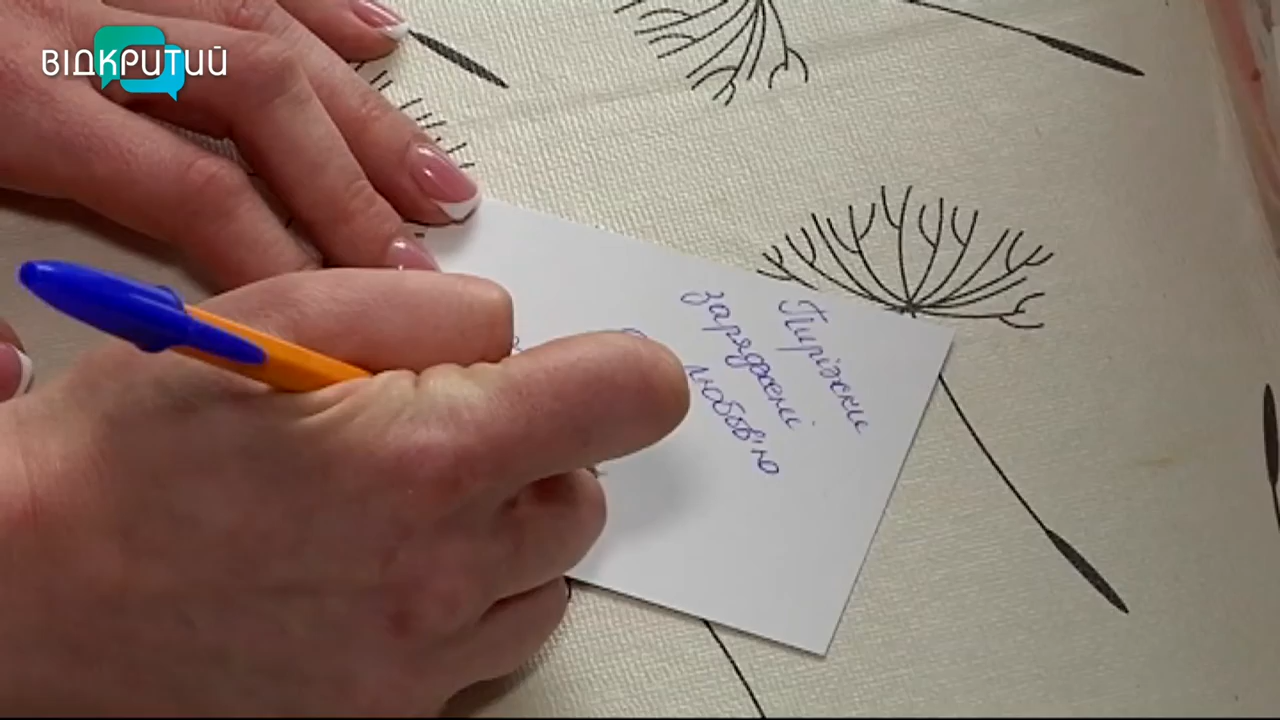 ВІДКРИТИЙ
Пиріжки
заряджені
любов'ю